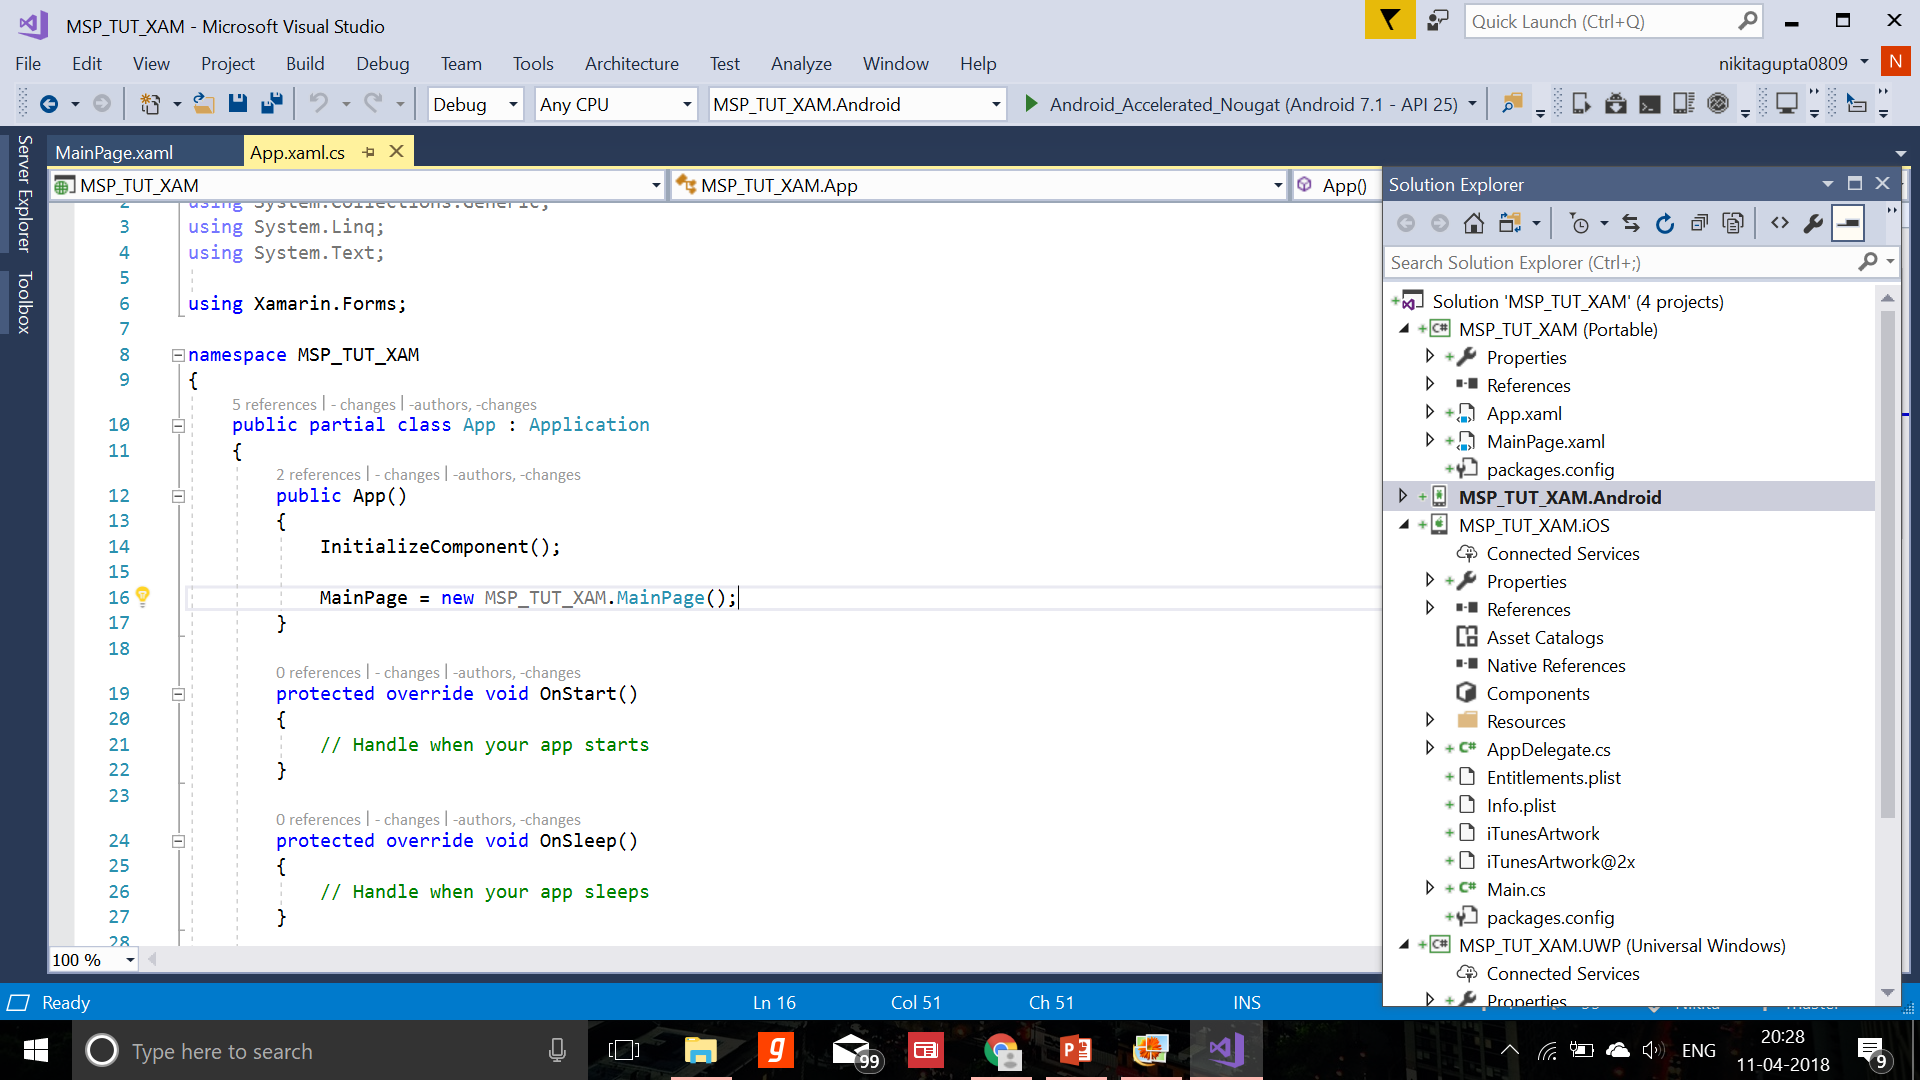 MSP_TUT_XAM - Microsoft Visual Studio
Quick Launch (Ctrl+Q)
File Edit View Project Build Debug Team Tools Architecture Test Analyze Window Help
nikitagupta0809 N
Debug Any CPU MSP_TUT_XAM.Android Android_Accelerated_Nougat (Android 7.1 - API 25)
Server Explorer
Toolbox
MainPage.xaml App.xaml.cs
MSP_TUT_XAM MSP_TUT_XAM.App App()
2 using System.Collections.Generic;
3 using System.Linq;
4 using System.Text;
5
6 using Xamarin.Forms;
7
8 namespace MSP_TUT_XAM
9 {
5 references | - changes | -authors, -changes
10 public partial class App : Application
11 {
2 references | - changes | -authors, -changes
12 public App()
13 {
14 InitializeComponent();
15
16 MainPage = new MSP_TUT_XAM.MainPage();
17 }
18
0 references | - changes | -authors, -changes
19 protected override void OnStart()
20 {
21 // Handle when your app starts
22 }
23
0 references | - changes | -authors, -changes
24 protected override void OnSleep()
25 {
26 // Handle when your app sleeps
27 }
28
100 %
Solution Explorer
Search Solution Explorer (Ctrl+;)
Solution 'MSP_TUT_XAM' (4 projects)
MSP_TUT_XAM (Portable)
Properties
References
App.xaml
MainPage.xaml
packages.config
MSP_TUT_XAM.Android
MSP_TUT_XAM.iOS
Connected Services
Properties
References
Asset Catalogs
Native References
Components
Resources
AppDelegate.cs
Entitlements.plist
Info.plist
iTunesArtwork
iTunesArtwork@2x
Main.cs
packages.config
MSP_TUT_XAM.UWP (Universal Windows)
Connected Services
Properties
Ready Ln 16 Col 51 Ch 51 INS
Type here to search
99
ENG
20:28
11-04-2018
9